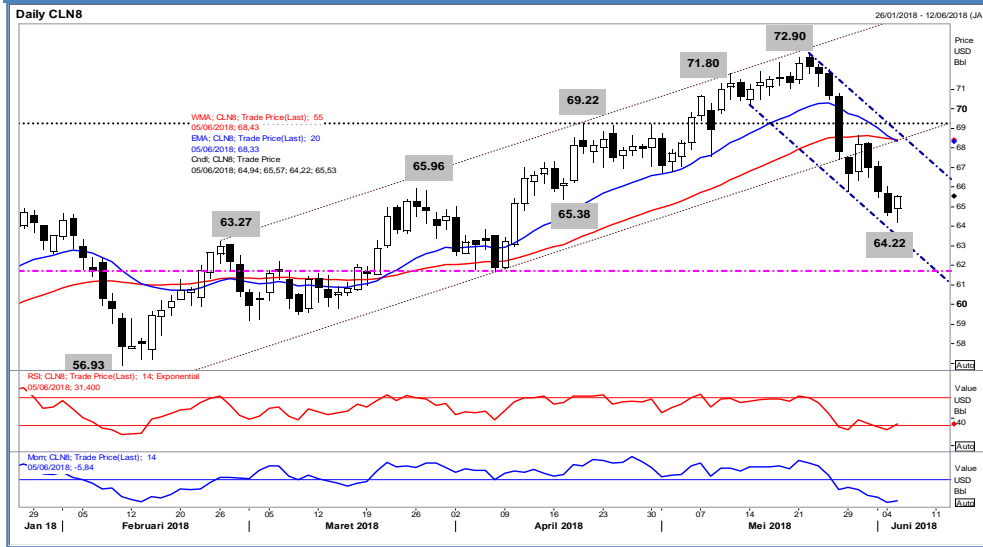 Daily CLN8
26/01/2018 - 12/06/2018 (JA
Price
USD
Bbl
72.90
71.80
69.22
65.96
63.27
65.38
64.22
56.93
WMA; CLN8; Trade Price(Last); 55
05/06/2018; 68,43
EMA; CLN8; Trade Price(Last); 20
05/06/2018; 68,33
Cndl; CLN8; Trade Price
05/06/2018; 64,94; 65,57; 64,22; 65,53
71
70
69
68
67
66
65
64
63
62
61
60
59
58
Auto
RSI; CLN8; Trade Price(Last); 14; Exponential
05/06/2018; 31,400
Value
USD
Bbl
40
Auto
Mom; CLN8; Trade Price(Last); 14
05/06/2018; -5,84
Value
USD
Bbl
Auto
29 05 12 20 26 05 12 19 26 02 09 16 23 30 07 14 21 29 04 11
Jan 18 Februari 2018 Maret 2018 April 2018 Mei 2018 Juni 2018